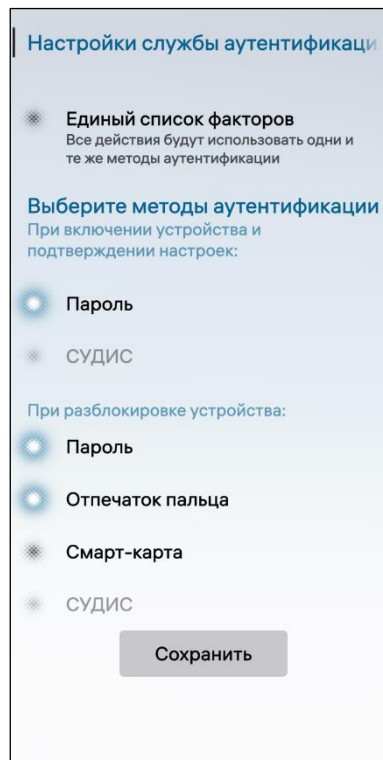 Настройки службы аутентификаци
Единый список факторов
Все действия будут использовать одни и
те же методы аутентификации
Выберите методы аутентификации
При включении устройства и
подтверждении настроек:
Пароль
СУДИС
При разблокировке устройства:
Пароль
Отпечаток пальца
Смарт-карта
СУДИС
Сохранить